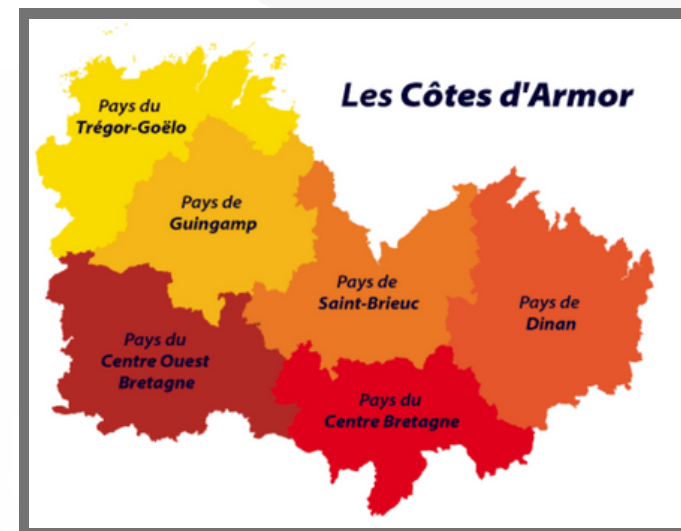 Les Côtes d'Armor
Pays du
Trégor-Goëlo
Pays de
Guingamp
Pays de
Saint-Brieuc
Pays de
Dinan
Pays du
Centre Ouest
Bretagne
Pays du
Centre Bretagne